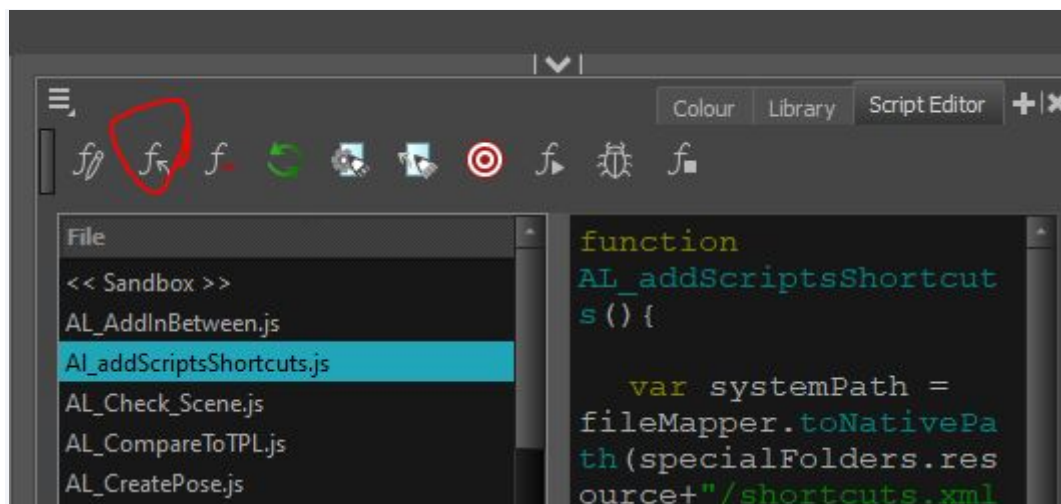 Colour Library Script Editor
File
<< Sandbox >>
AL_AddInBetween.js
Al_addScriptsShortcuts.js
AL_Check_Scene.js
AL_CompareToTPL.js
AL_CreatePose.js
function
AL_addScriptsShortcut
s(){
var systemPath =
fileMapper.toNativePa
th(specialFolders.res
ource+"/shortcuts.xml